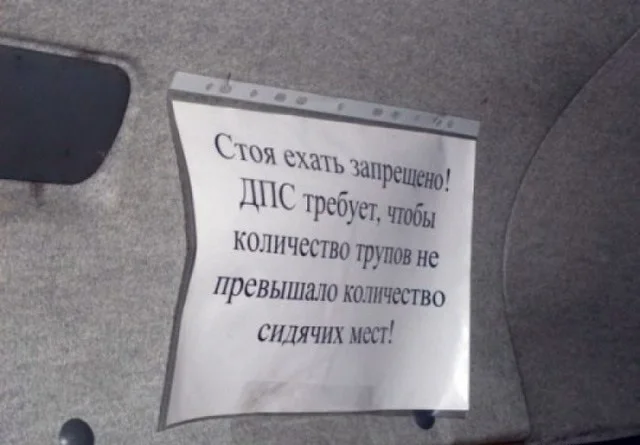 Стоя ехать запрещено!
ДПС требует, чтобы
количество трупов не
превышало количество
сидячих мест!